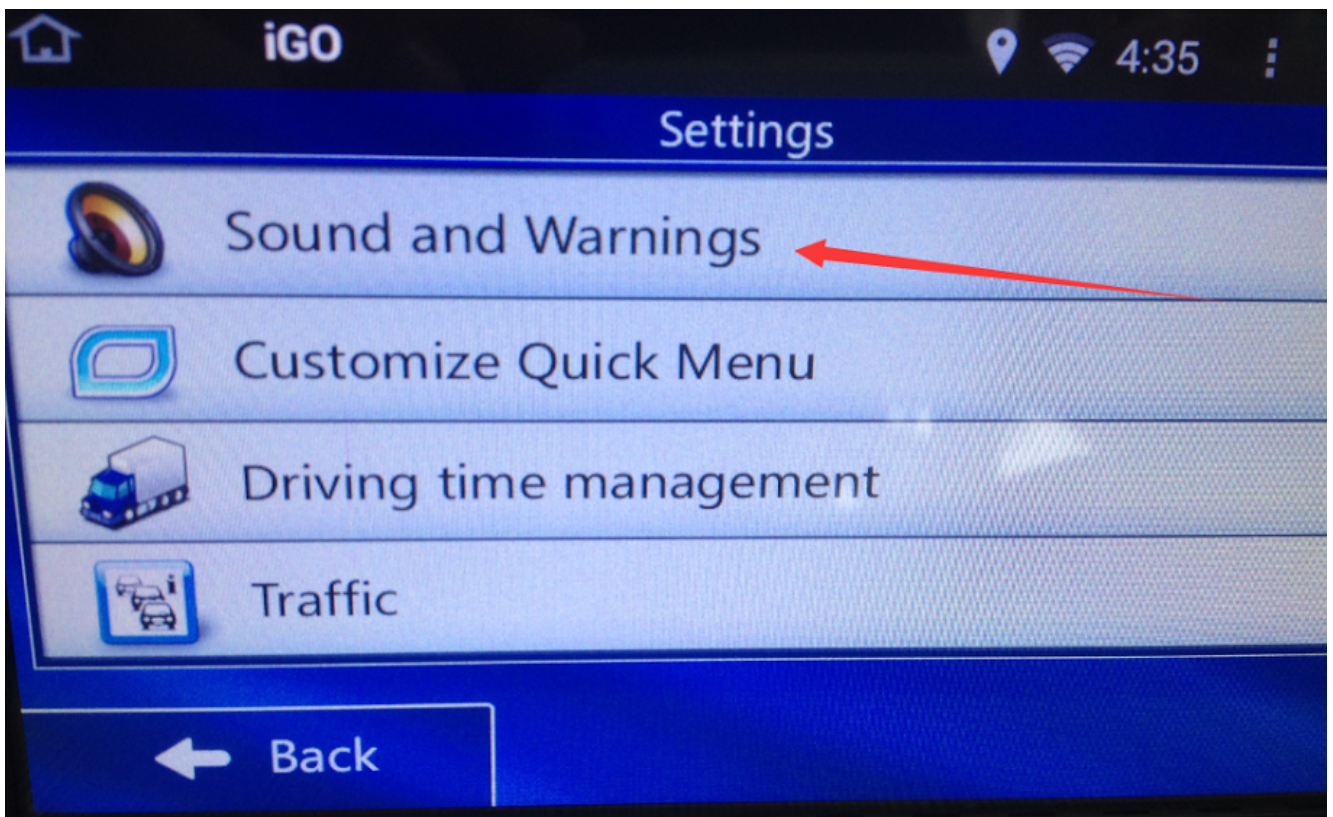 iGO
4:35
Settings
Sound and Warnings
Customize Quick Menu
Driving time management
Traffic
Back